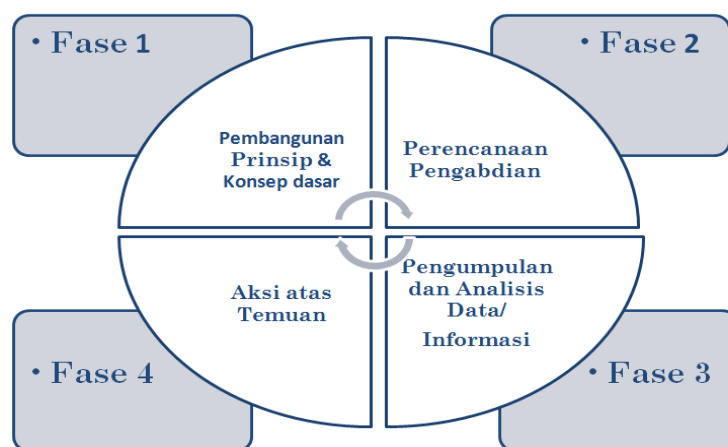 • Fase 1
• Fase 2
Pembangunan
Prinsip &
Konsep dasar
Perencanaan
Pengabdian
Aksi atas
Temuan
Pengumpulan
dan Analisis
Data/
Informasi
• Fase 4
• Fase 3